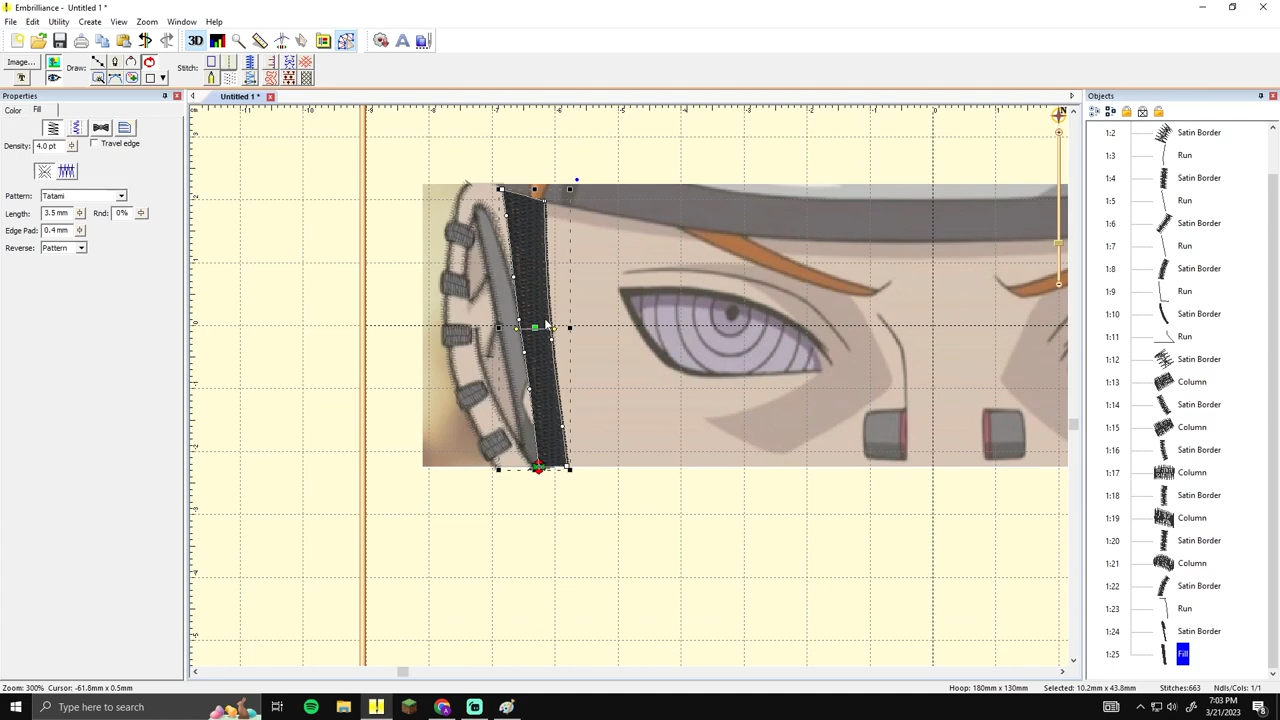 Embrilliance - Untitled 1 *
File Edit Utility Create View Zoom Window Help
3D
Image... Draw: Stitch:
Properties
Color Fill
Density: 4.0 pt Travel edge
Pattern: Tatami
Length: 3.5 mm Rnd: 0%
Edge Pad: 0.4 mm
Reverse: Pattern
Untitled 1 *
Objects
1:2 Satin Border
1:3 Run
1:4 Satin Border
1:5 Run
1:6 Satin Border
1:7 Run
1:8 Satin Border
1:9 Run
1:10 Satin Border
1:11 Run
1:12 Satin Border
1:13 Column
1:14 Satin Border
1:15 Column
1:16 Satin Border
1:17 Column
1:18 Satin Border
1:19 Column
1:20 Satin Border
1:21 Column
1:22 Satin Border
1:23 Run
1:24 Satin Border
1:25 Fill
Zoom: 300% Cursor: -61.8mm x 0.5mm
Hoop: 180mm x 130mm Selected: 10.2mm x 43.8mm Stitches:663 Ndls/Cnls: 1/1
Type here to search
7:03 PM
3/21/2023